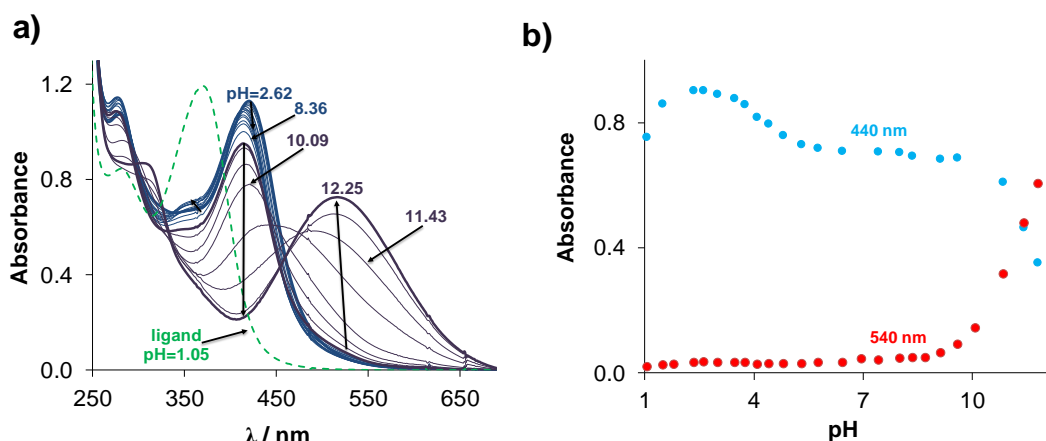 a)
1.2
0.8
0.4
0.0
Absorbance
250
350
450
550
650
λ / nm
pH=2.62
8.36
10.09
12.25
11.43
ligand
pH=1.05
b)
0.8
0.4
0.0
Absorbance
1
4
7
10
pH
440 nm
540 nm